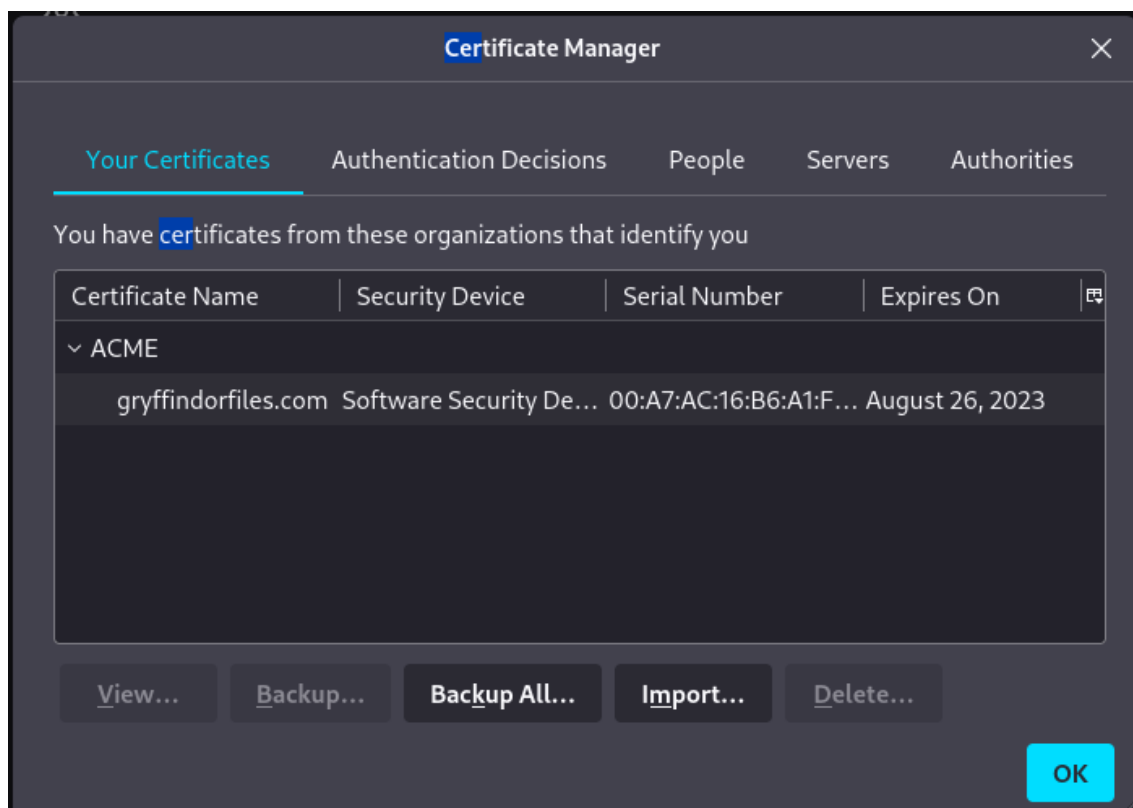 Certificate Manager
Your Certificates Authentication Decisions People Servers Authorities
You have certificates from these organizations that identify you
Certificate Name Security Device Serial Number Expires On
ACME
gryffindorfiles.com Software Security De... 00:A7:AC:16:B6:A1:F... August 26, 2023
View... Backup... Backup All... Import... Delete...
OK